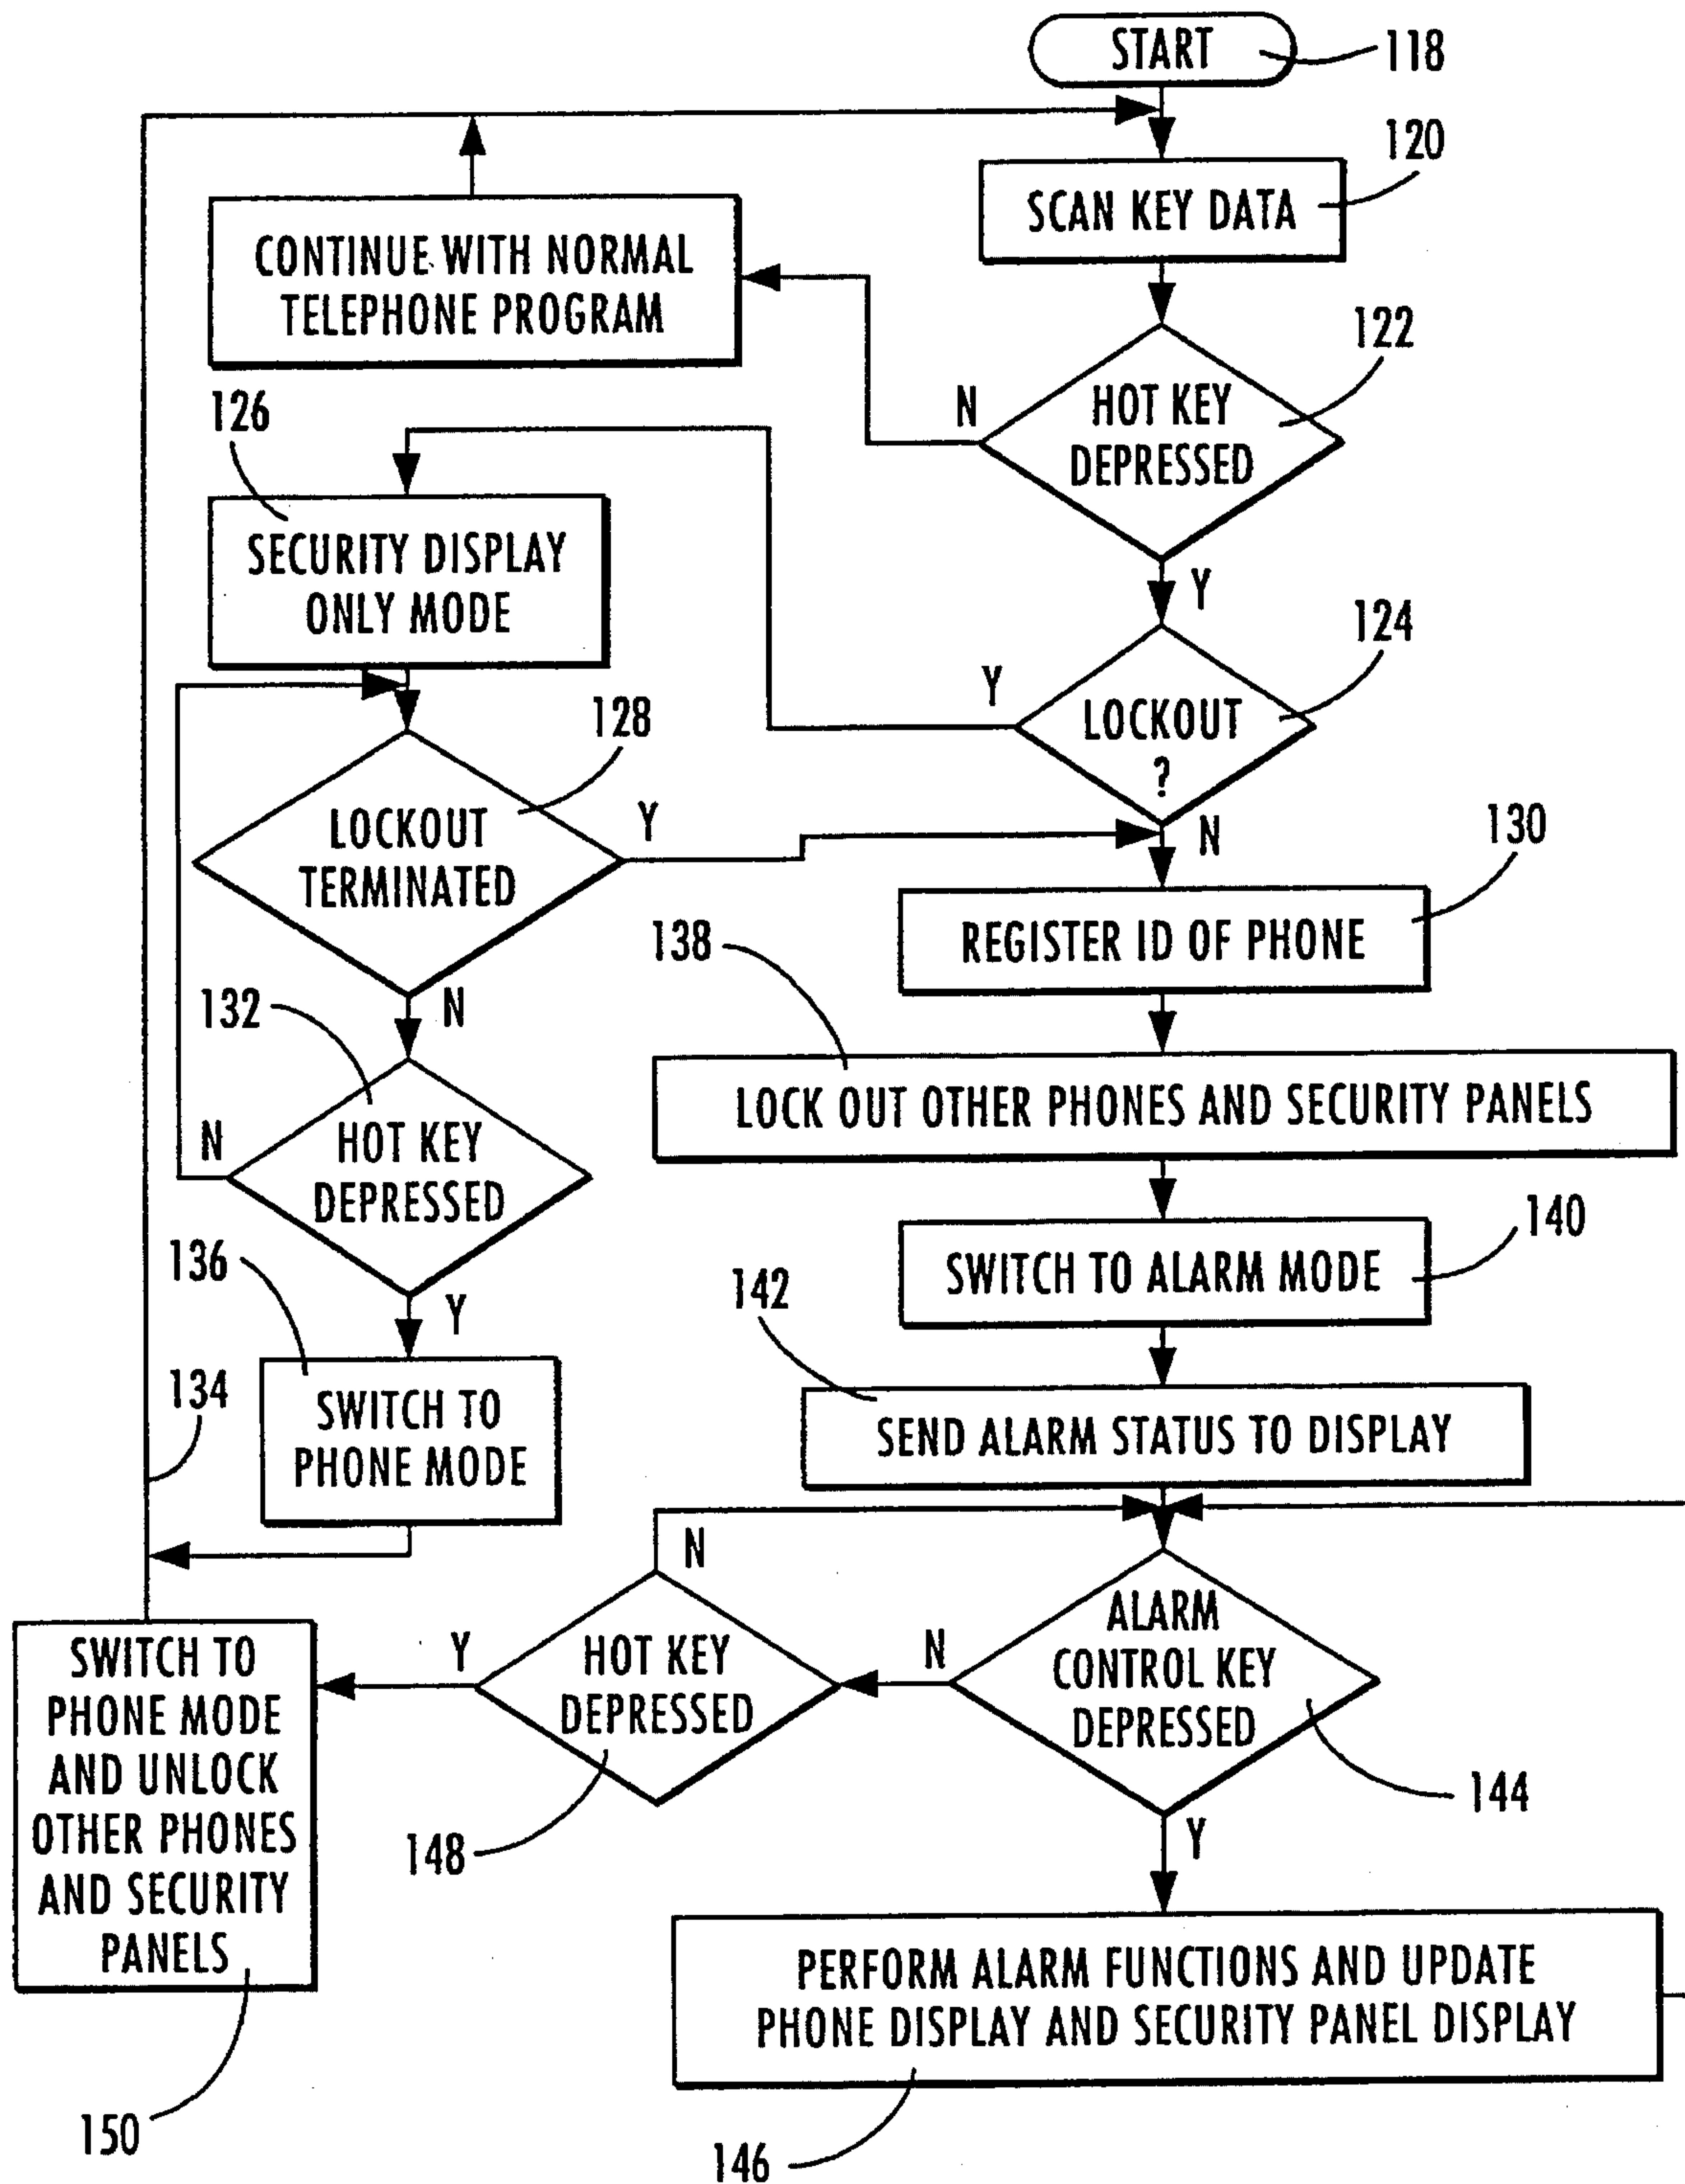 START
118
120
SCAN KEY DATA
CONTINUE WITH NORMAL
TELEPHONE PROGRAM
122
N
HOT KEY
DEPRESSED
126
Y
SECURITY DISPLAY
ONLY MODE
124
Y
LOCKOUT
?
128
LOCKOUT
TERMINATED
Y
N
130
REGISTER ID OF PHONE
138
132
N
LOCK OUT OTHER PHONES AND SECURITY PANELS
N
HOT KEY
DEPRESSED
140
136
SWITCH TO ALARM MODE
142
Y
134
SWITCH TO
PHONE MODE
SEND ALARM STATUS TO DISPLAY
N
ALARM
CONTROL KEY
DEPRESSED
N
HOT KEY
DEPRESSED
Y
SWITCH TO
PHONE MODE
AND UNLOCK
OTHER PHONES
AND SECURITY
PANELS
144
148
Y
PERFORM ALARM FUNCTIONS AND UPDATE
PHONE DISPLAY AND SECURITY PANEL DISPLAY
150
146